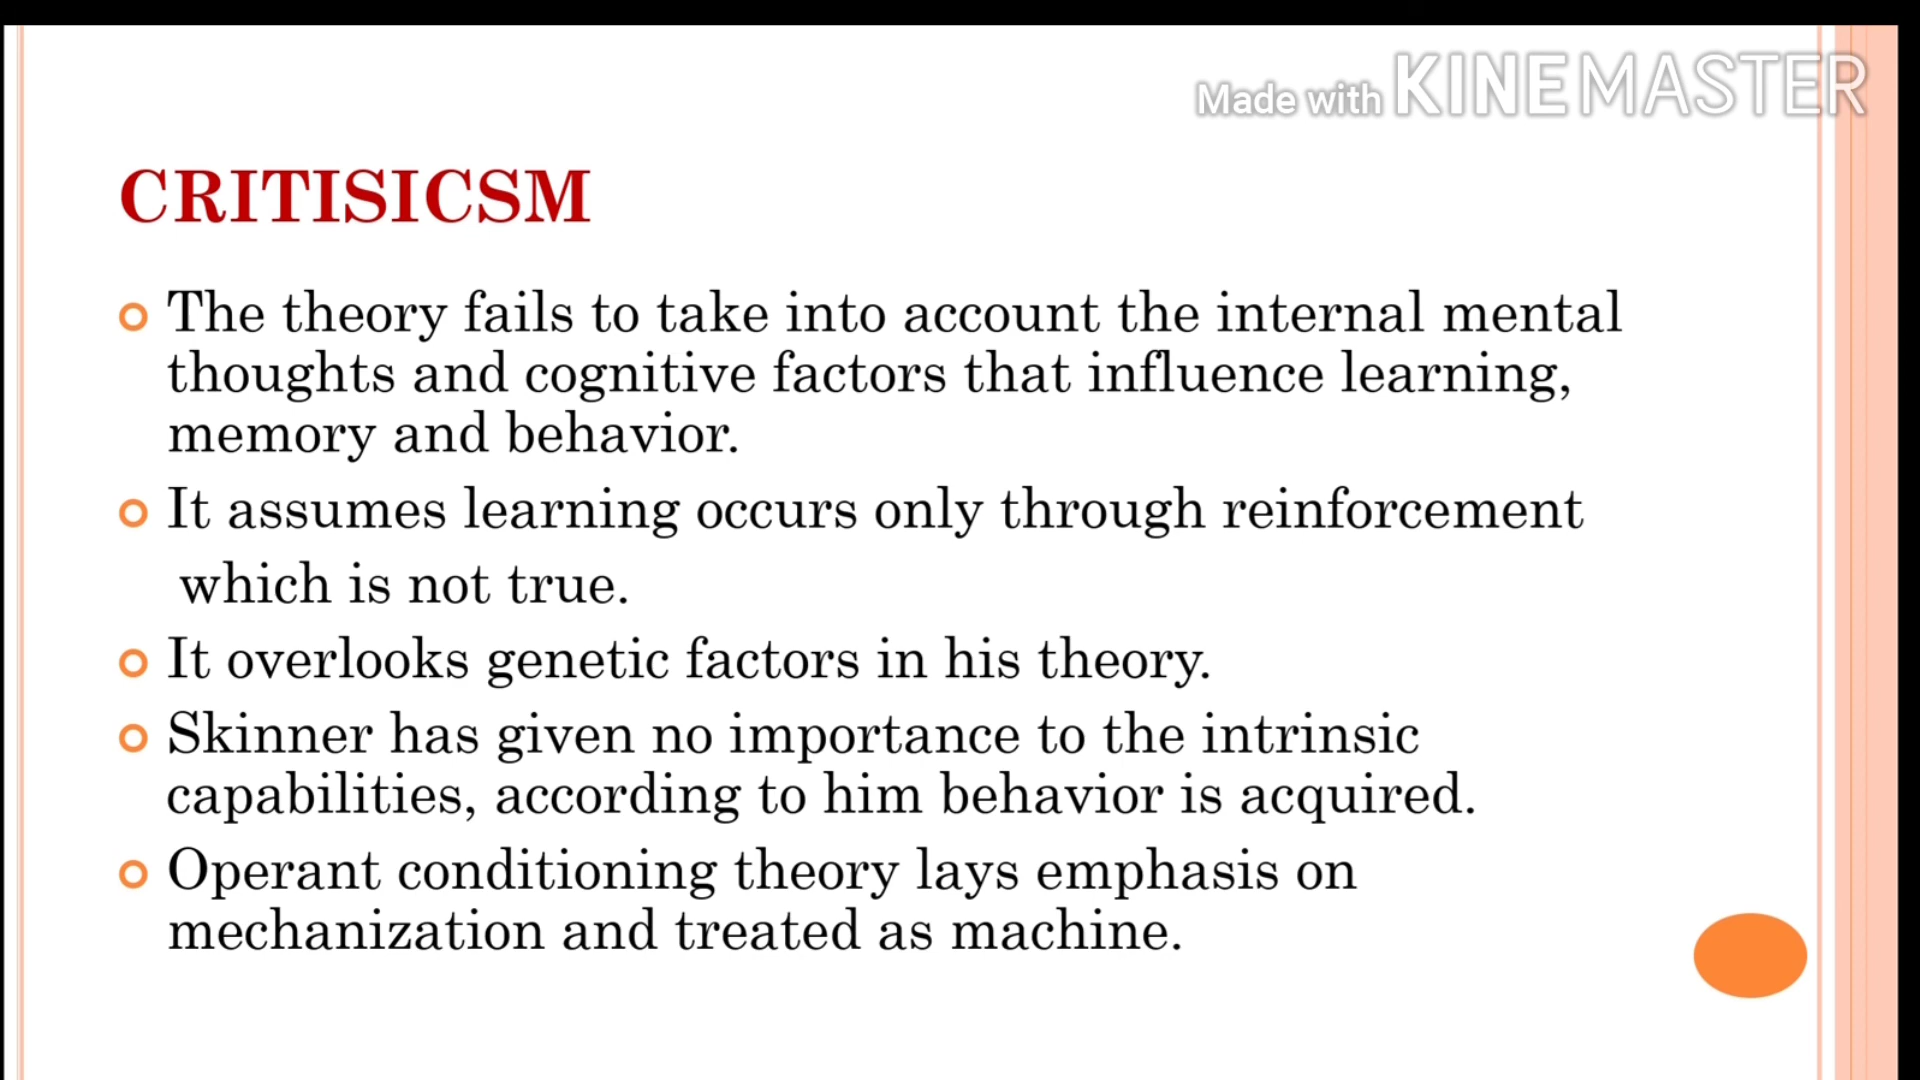 Made with KINEMASTER
CRITISICSM
The theory fails to take into account the internal mental
thoughts and cognitive factors that influence learning,
memory and behavior.
It assumes learning occurs only through reinforcement
which is not true.
It overlooks genetic factors in his theory.
Skinner has given no importance to the intrinsic
capabilities, according to him behavior is acquired.
Operant conditioning theory lays emphasis on
mechanization and treated as machine.